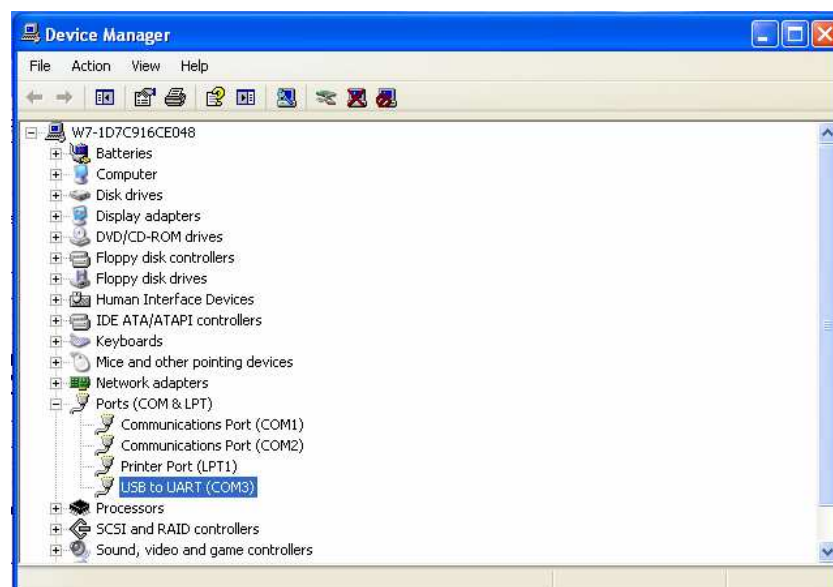 Device Manager
File Action View Help
W7-1D7C916CE048
Batteries
Computer
Disk drives
Display adapters
DVD/CD-ROM drives
Floppy disk controllers
Floppy disk drives
Human Interface Devices
IDE ATA/ATAPI controllers
Keyboards
Mice and other pointing devices
Network adapters
Ports (COM & LPT)
Communications Port (COM1)
Communications Port (COM2)
Printer Port (LPT1)
USB to UART (COM3)
Processors
SCSI and RAID controllers
Sound, video and game controllers